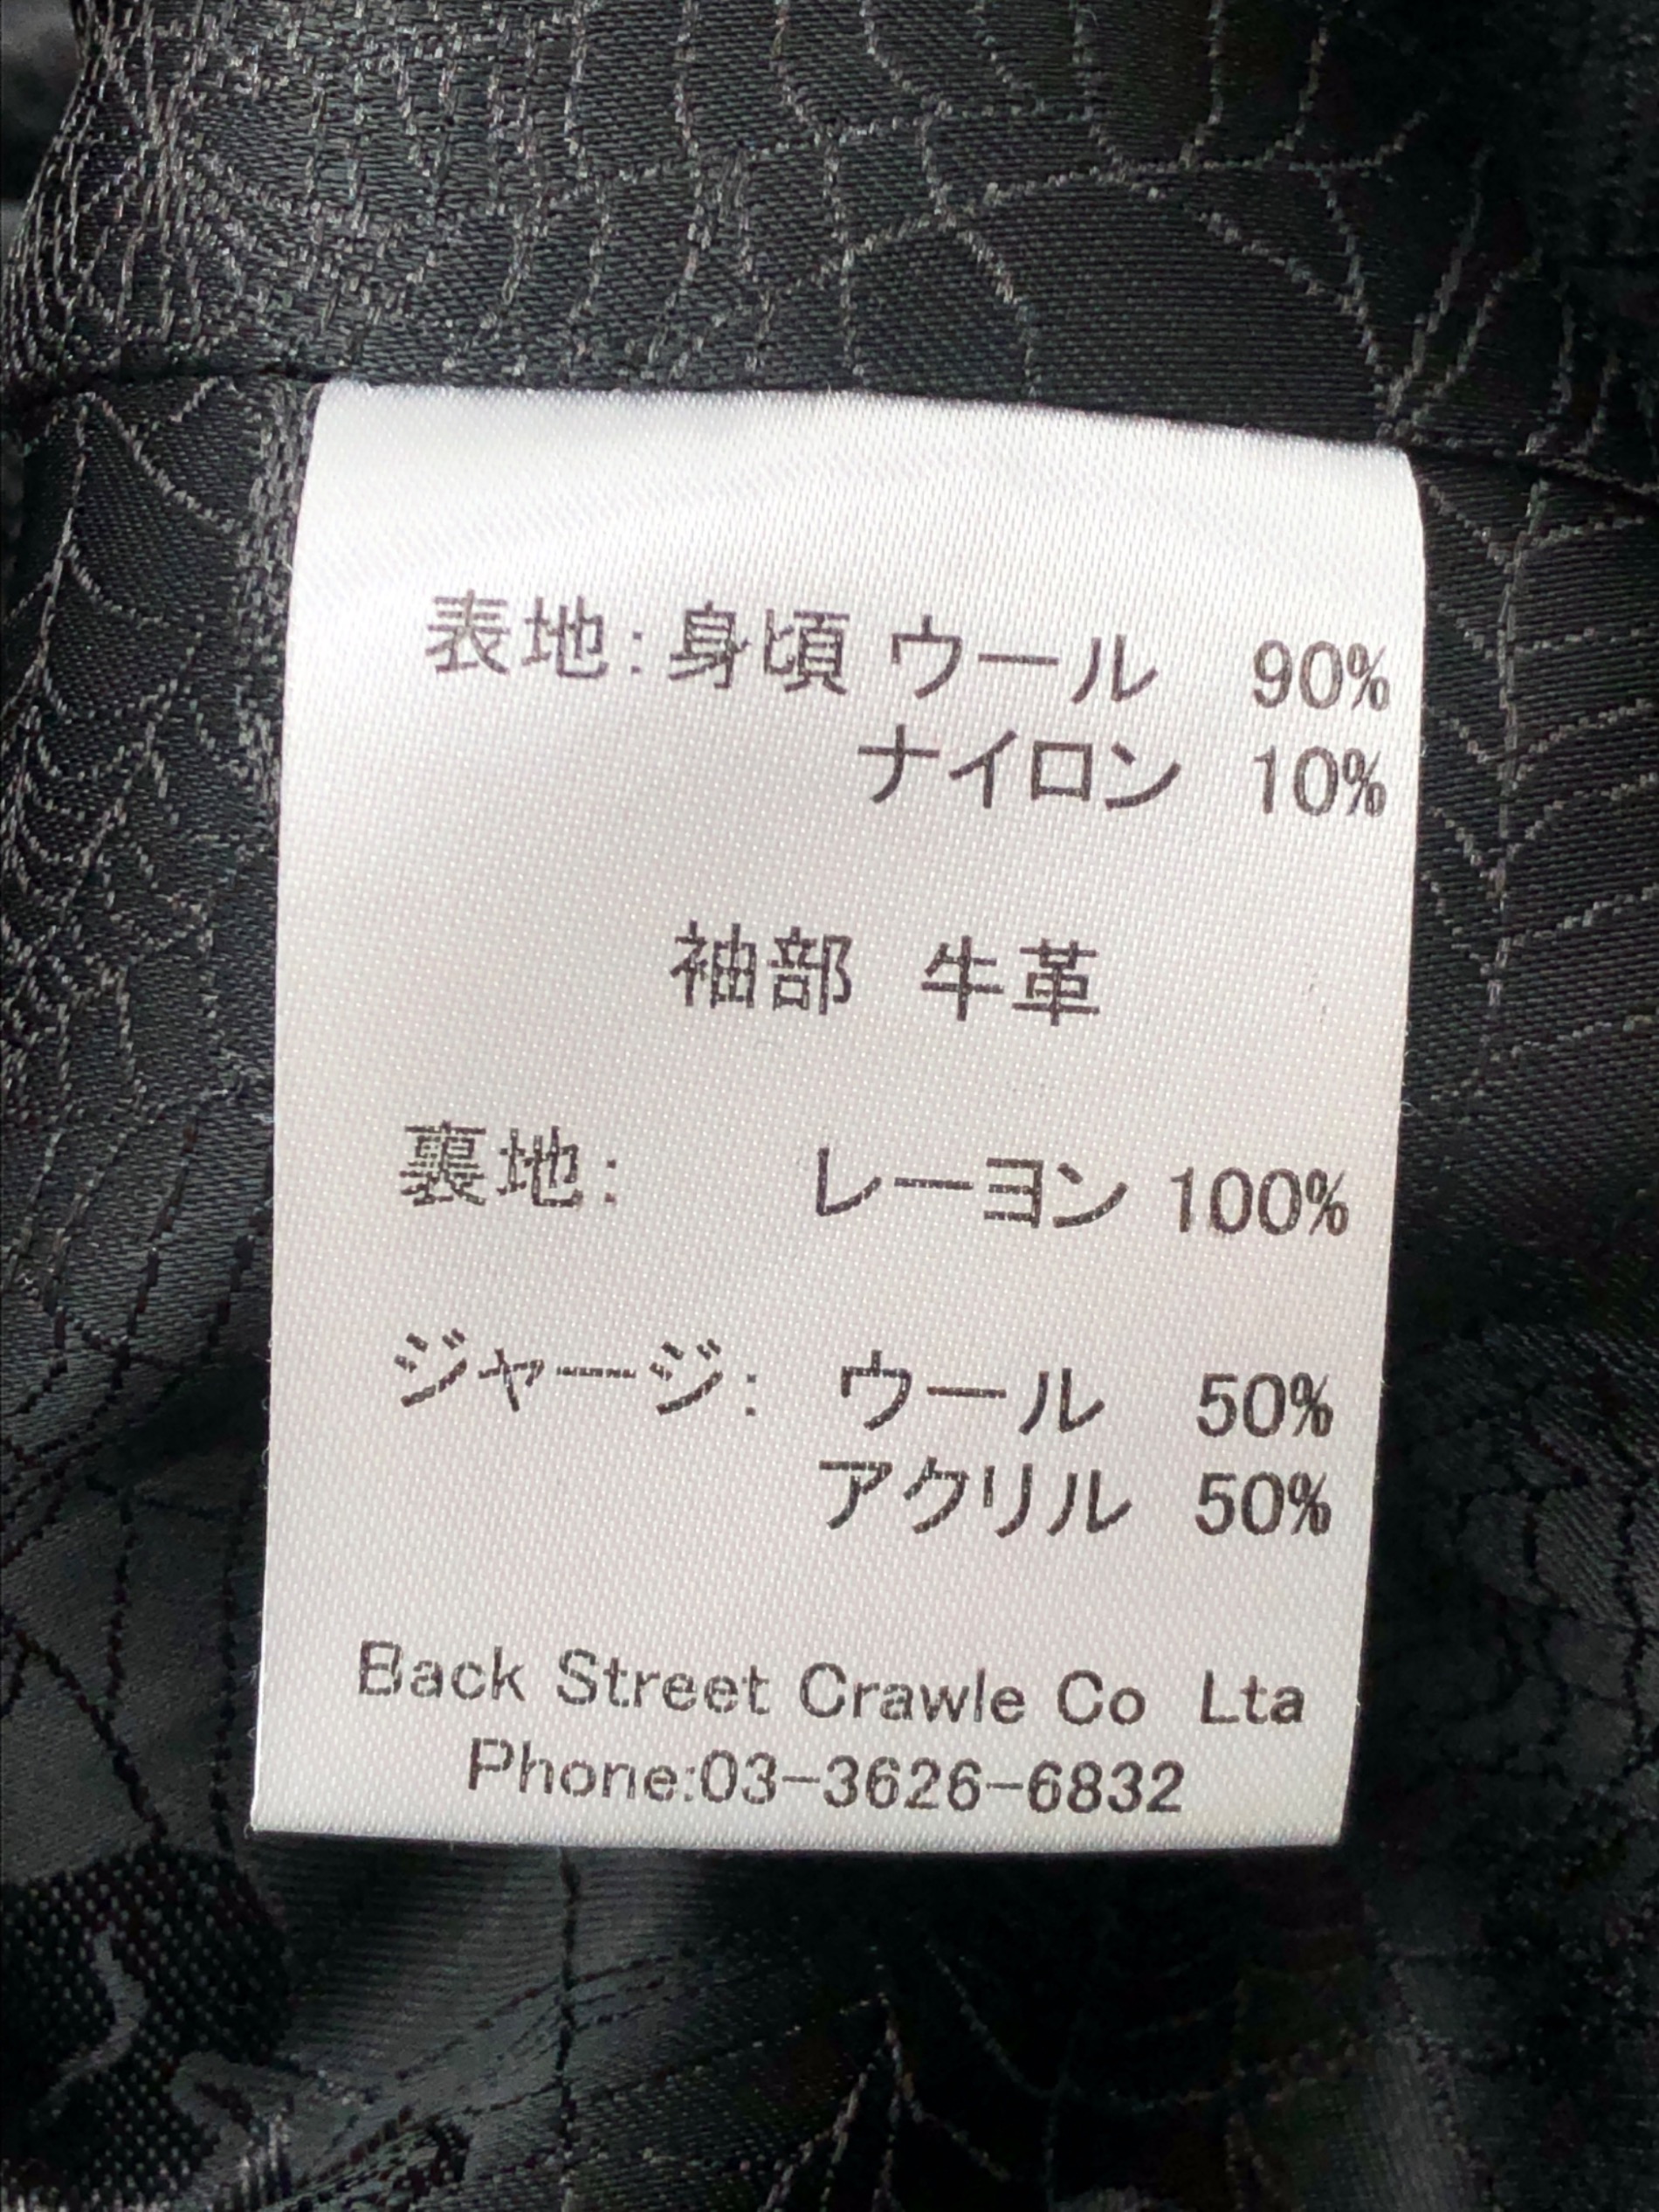 表地:身頃 ウール 90%
ナイロン 10%
袖部 牛革
裏地: レーヨン 100%
ジャージ: ウール 50%
アクリル 50%
Back Street Crawle Co Lta
Phone:03-3626-6832